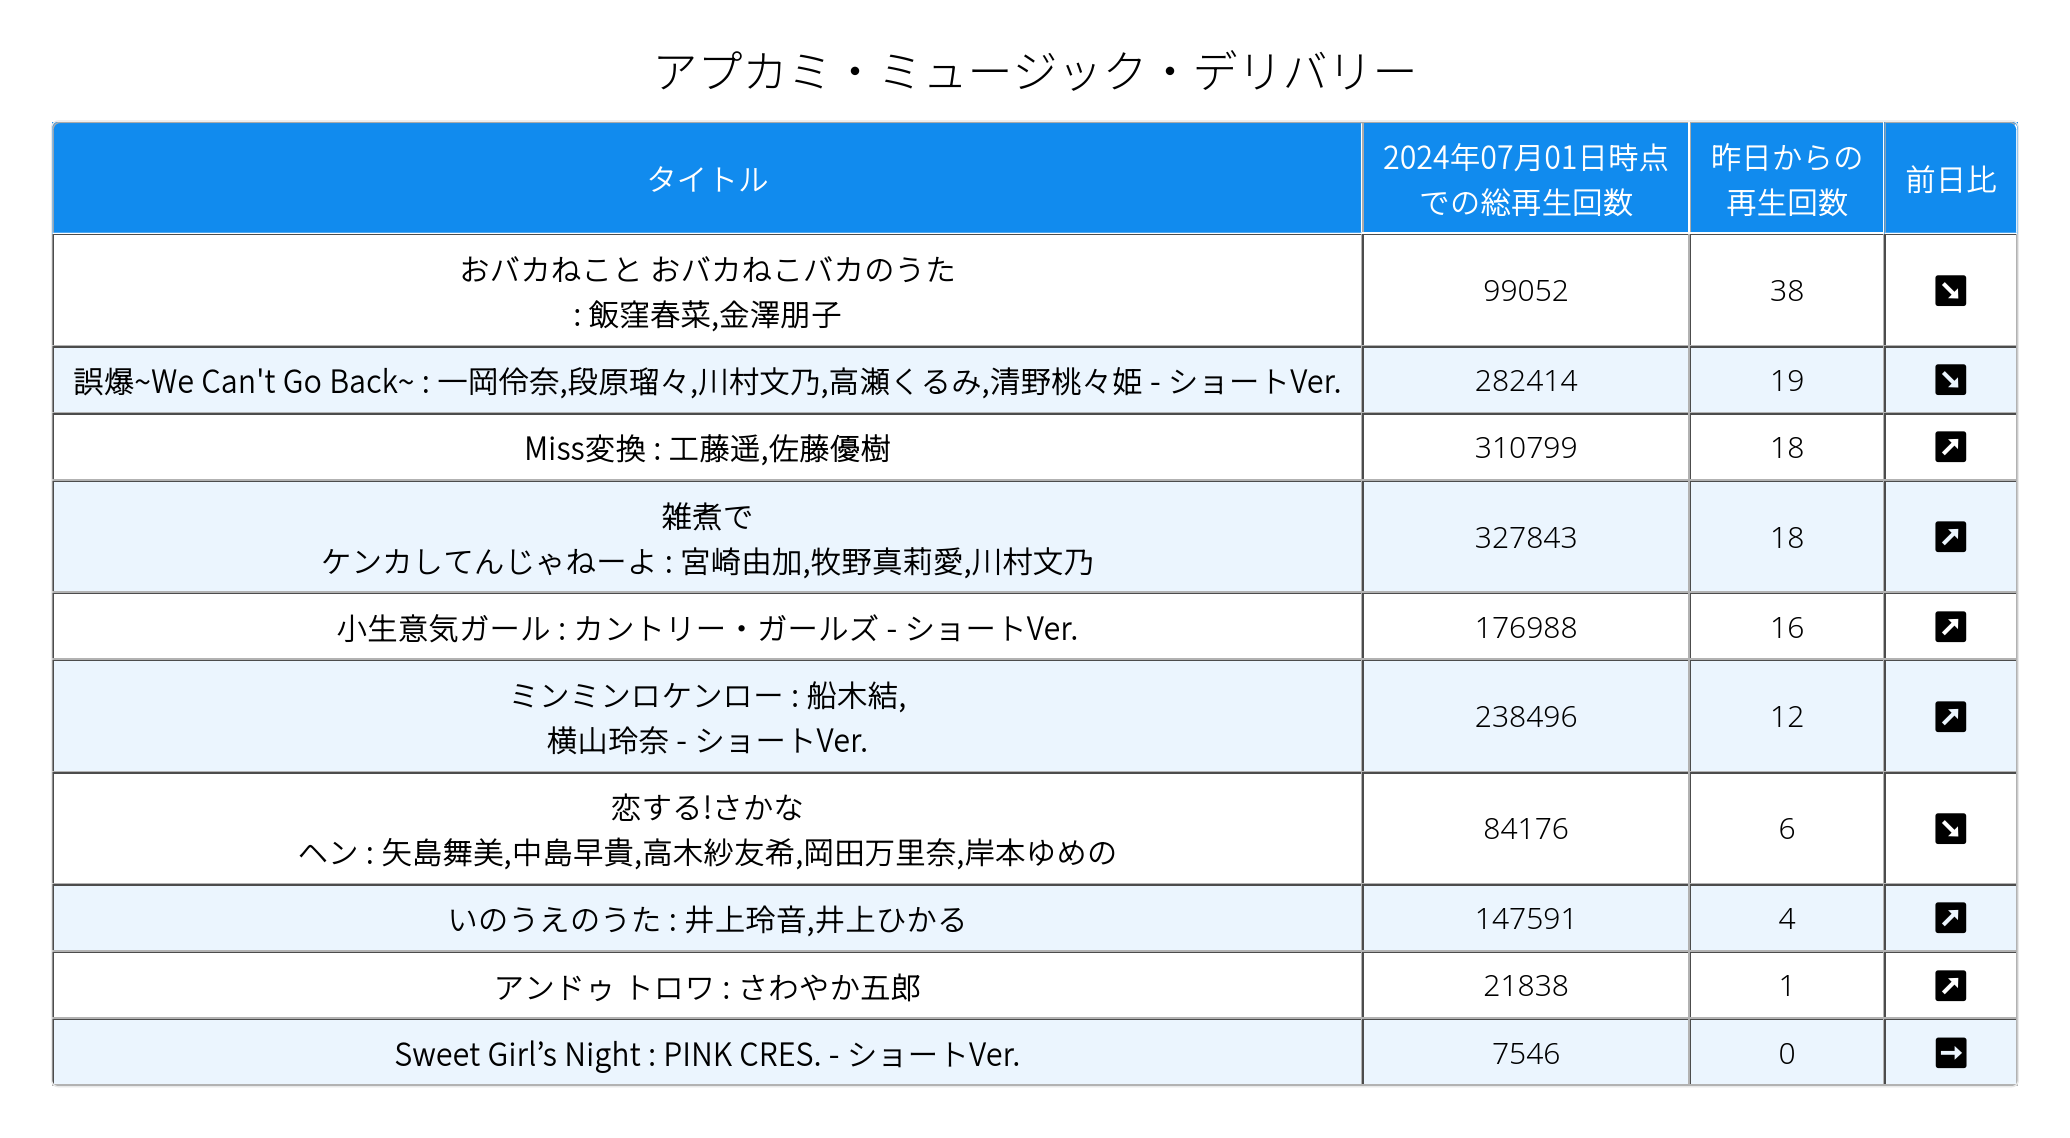 アプカミ・ミュージック・デリバリー
タイトル
2024年07月01日時点
での総再生回数
昨日からの
再生回数
前日比
おバカねこと おバカねこバカのうた
: 飯窪春菜,金澤朋子
99052
38
誤爆~We Can't Go Back~ : 一岡伶奈,段原瑠々,川村文乃,高瀬くるみ,清野桃々姫 - ショートVer.
282414
19
Miss変換 : 工藤遥,佐藤優樹
310799
18
雑煮で
ケンカしてんじゃねーよ : 宮崎由加,牧野真莉愛,川村文乃
327843
18
小生意気ガール : カントリー・ガールズ - ショートVer.
176988
16
ミンミンロケンロー : 船木結,
横山玲奈 - ショートVer.
238496
12
恋する!さかな
ヘン : 矢島舞美,中島早貴,高木紗友希,岡田万里奈,岸本ゆめの
84176
6
いのうえのうた : 井上玲音,井上ひかる
147591
4
アンドゥ トロワ : さわやか五郎
21838
1
Sweet Girl’s Night : PINK CRES. - ショートVer.
7546
0